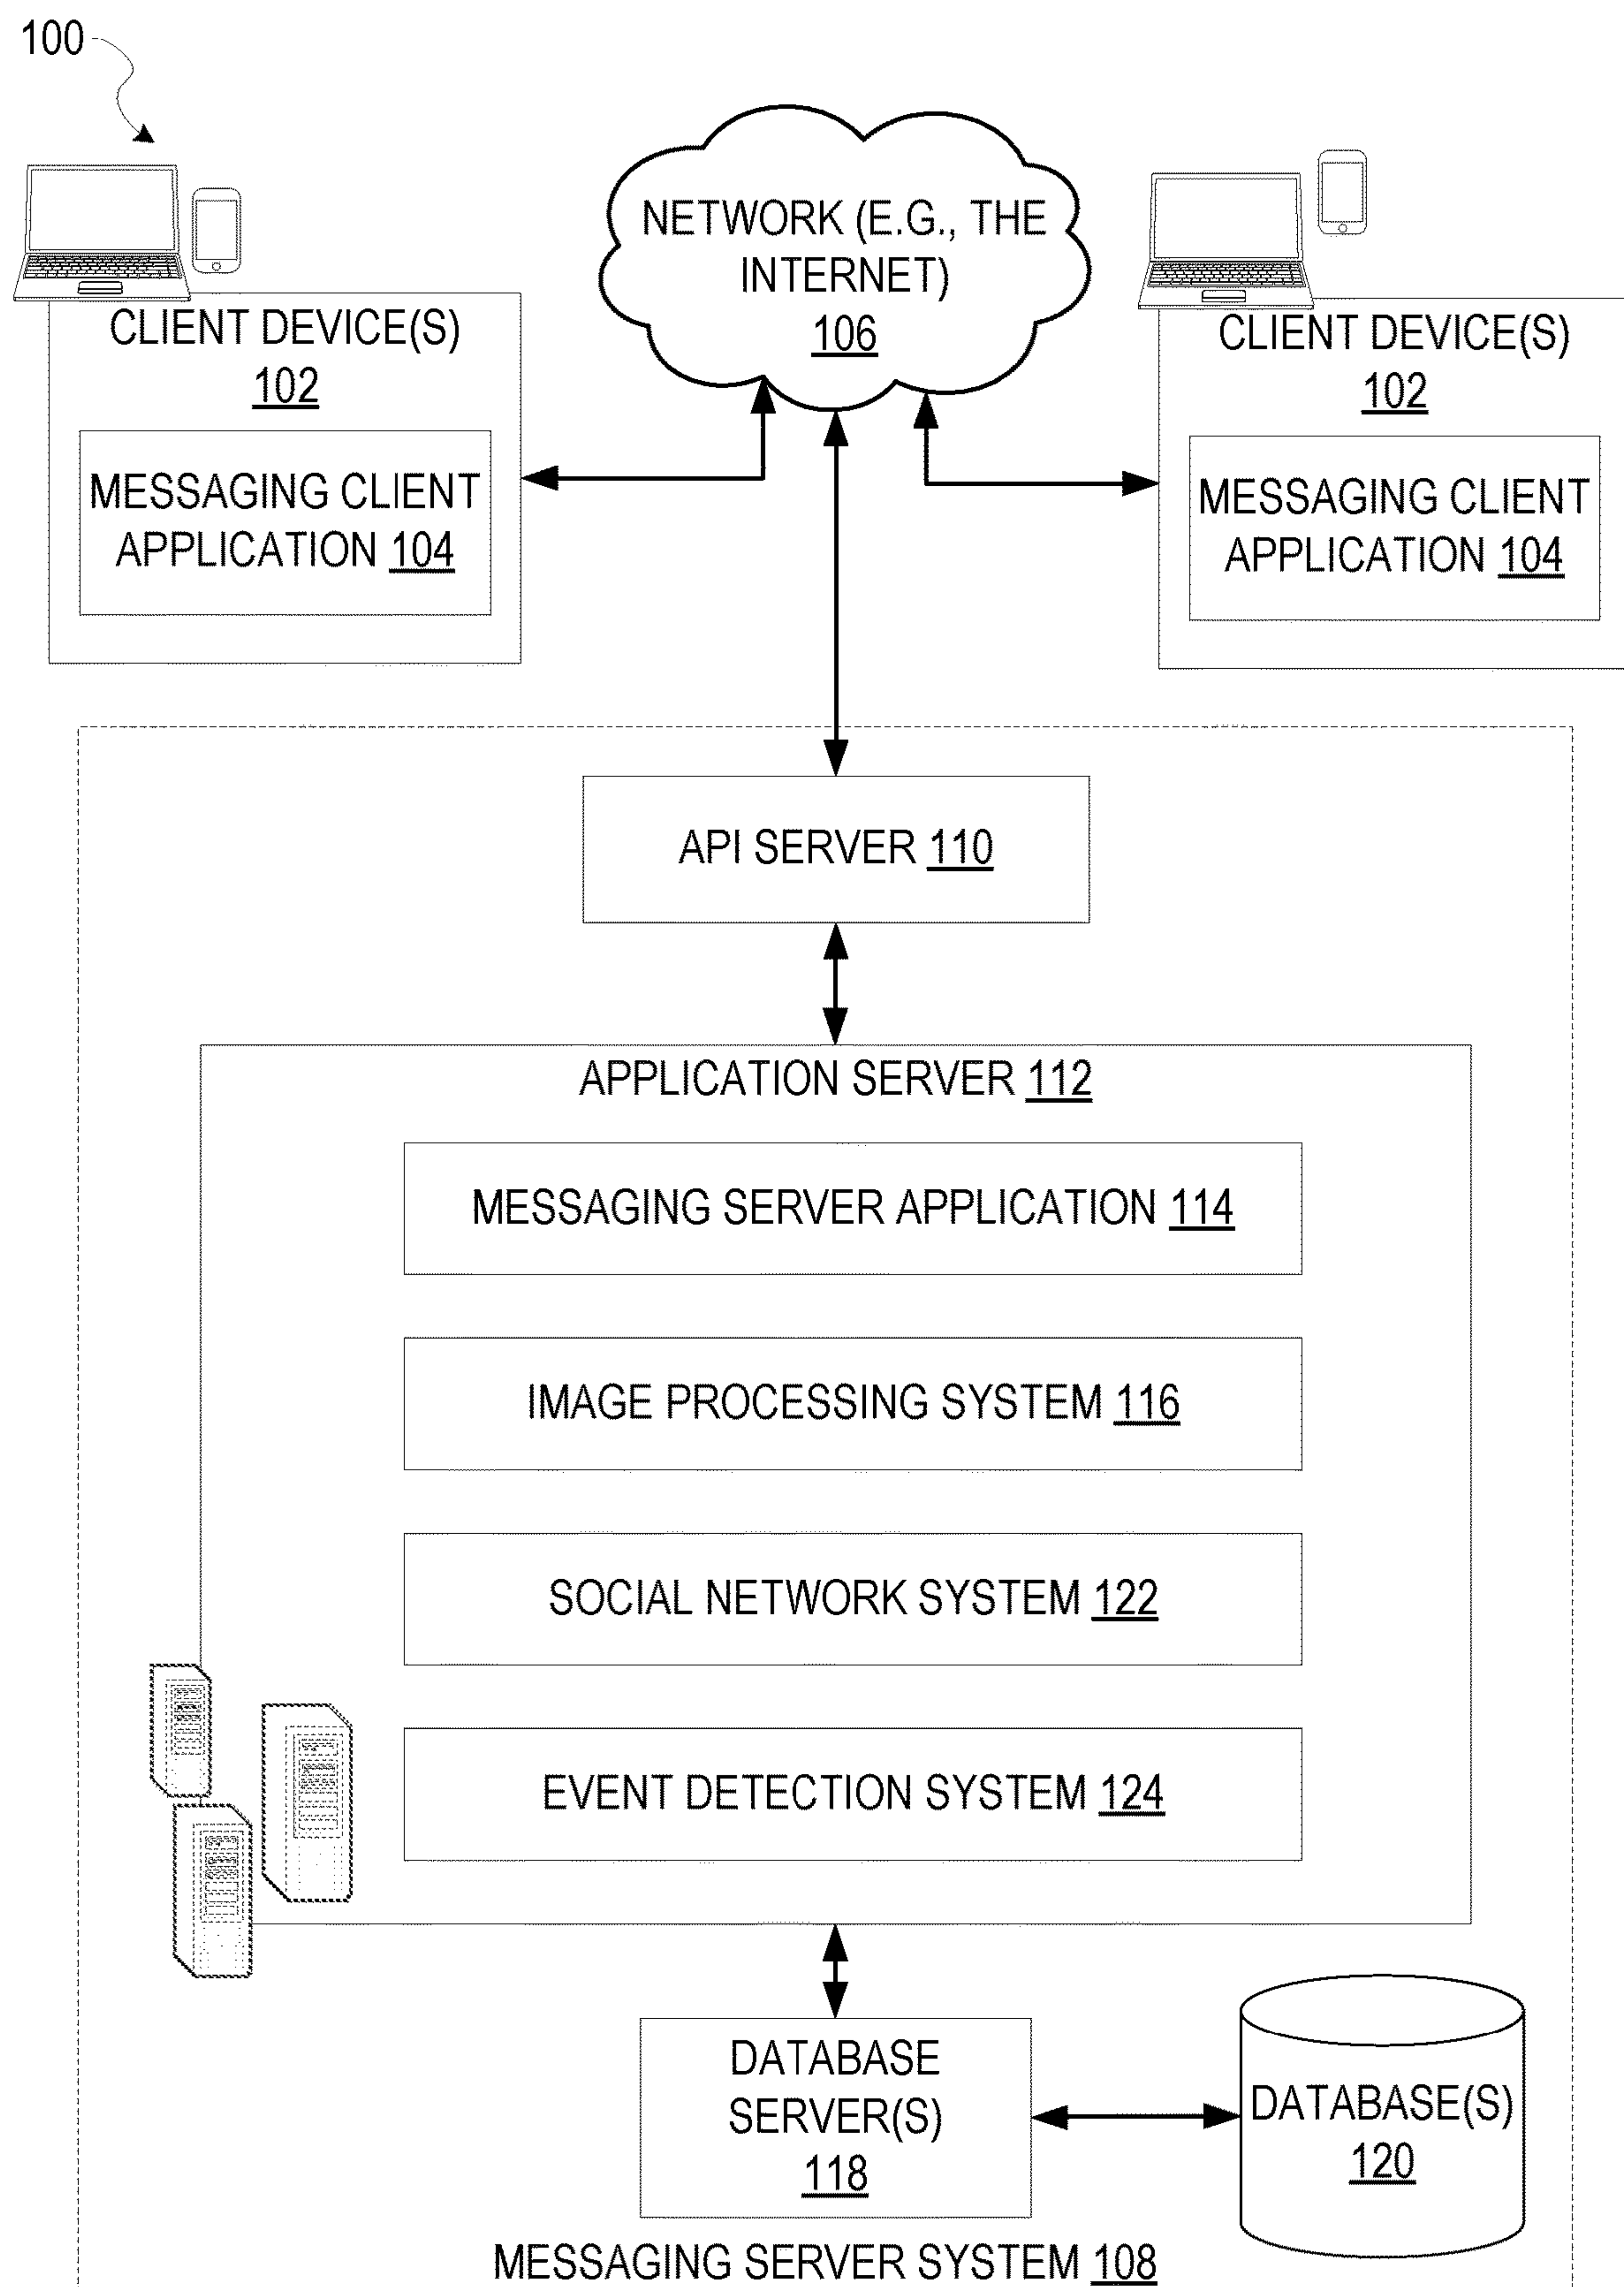 100
NETWORK (E.G., THE
INTERNET)
106
CLIENT DEVICE(S)
102
MESSAGING CLIENT
APPLICATION 104
CLIENT DEVICE(S)
102
MESSAGING CLIENT
APPLICATION 104
API SERVER 110
APPLICATION SERVER 112
MESSAGING SERVER APPLICATION 114
IMAGE PROCESSING SYSTEM 116
SOCIAL NETWORK SYSTEM 122
EVENT DETECTION SYSTEM 124
DATABASE
SERVER(S)
118
DATABASE(S)
120
MESSAGING SERVER SYSTEM 108